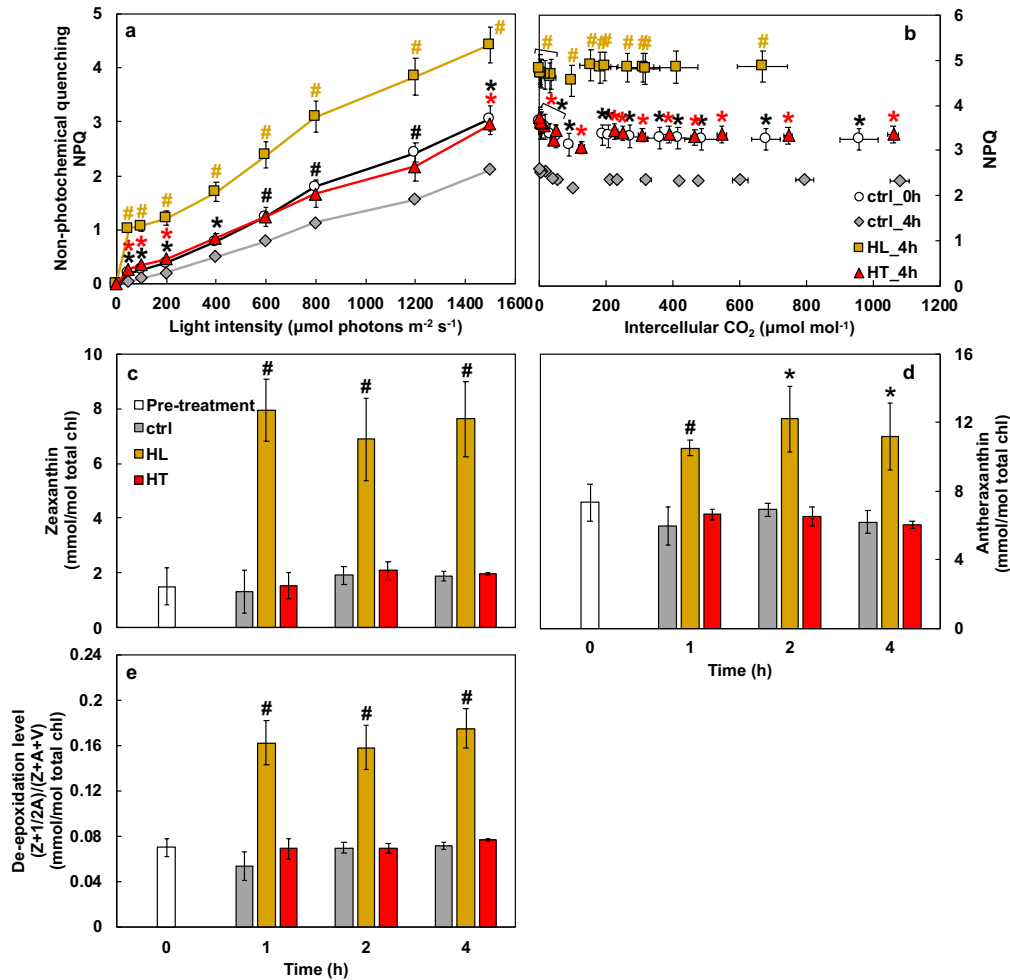 a
Non-photochemical quenching
NPQ
5
4
3
2
1
0
# # # # # # # # #
* * * * * # # # *
* * * *
0 200 400 600 800 1000 1200 1400 1600
Light intensity (µmol photons m⁻² s⁻¹)
b
NPQ
6
5
4
3
2
1
0
ctrl_0h
ctrl_4h
HL_4h
HT_4h
0 200 400 600 800 1000 1200
Intercellular CO₂ (µmol mol⁻¹)
c
Zeaxanthin
(mmol/mol total chl)
10
8
6
4
2
0
Pre-treatment
ctrl
HL
HT
# # #
d
Antheraxanthin
(mmol/mol total chl)
16
12
8
4
0
# * *
0 1 2 4
Time (h)
e
De-epoxidation level
(Z+1/2A)/(Z+A+V)
(mmol/mol total chl)
0.24
0.2
0.16
0.12
0.08
0.04
0
# # #
0 1 2 4
Time (h)